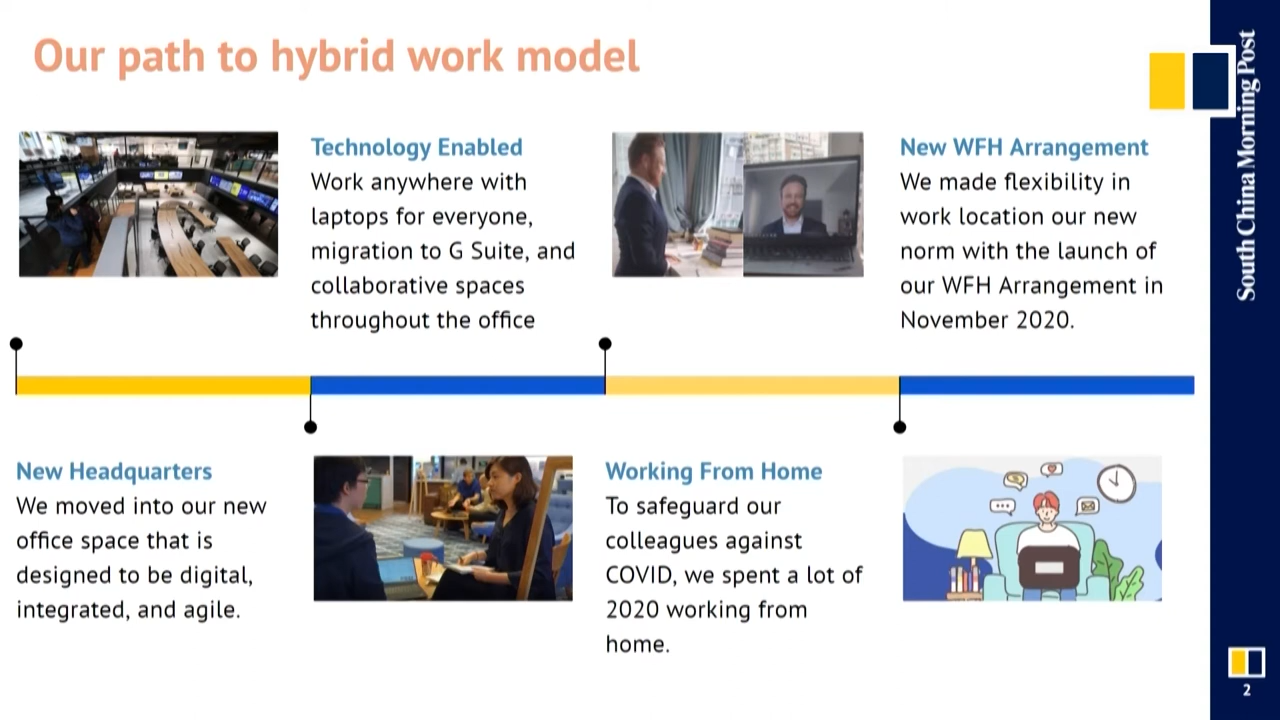 Our path to hybrid work model
South China Morning Post
Technology Enabled
Work anywhere with
laptops for everyone,
migration to G Suite, and
collaborative spaces
throughout the office
New WFH Arrangement
We made flexibility in
work location our new
norm with the launch of
our WFH Arrangement in
November 2020.
New Headquarters
We moved into our new
office space that is
designed to be digital,
integrated, and agile.
Working From Home
To safeguard our
colleagues against
COVID, we spent a lot of
2020 working from
home.
2